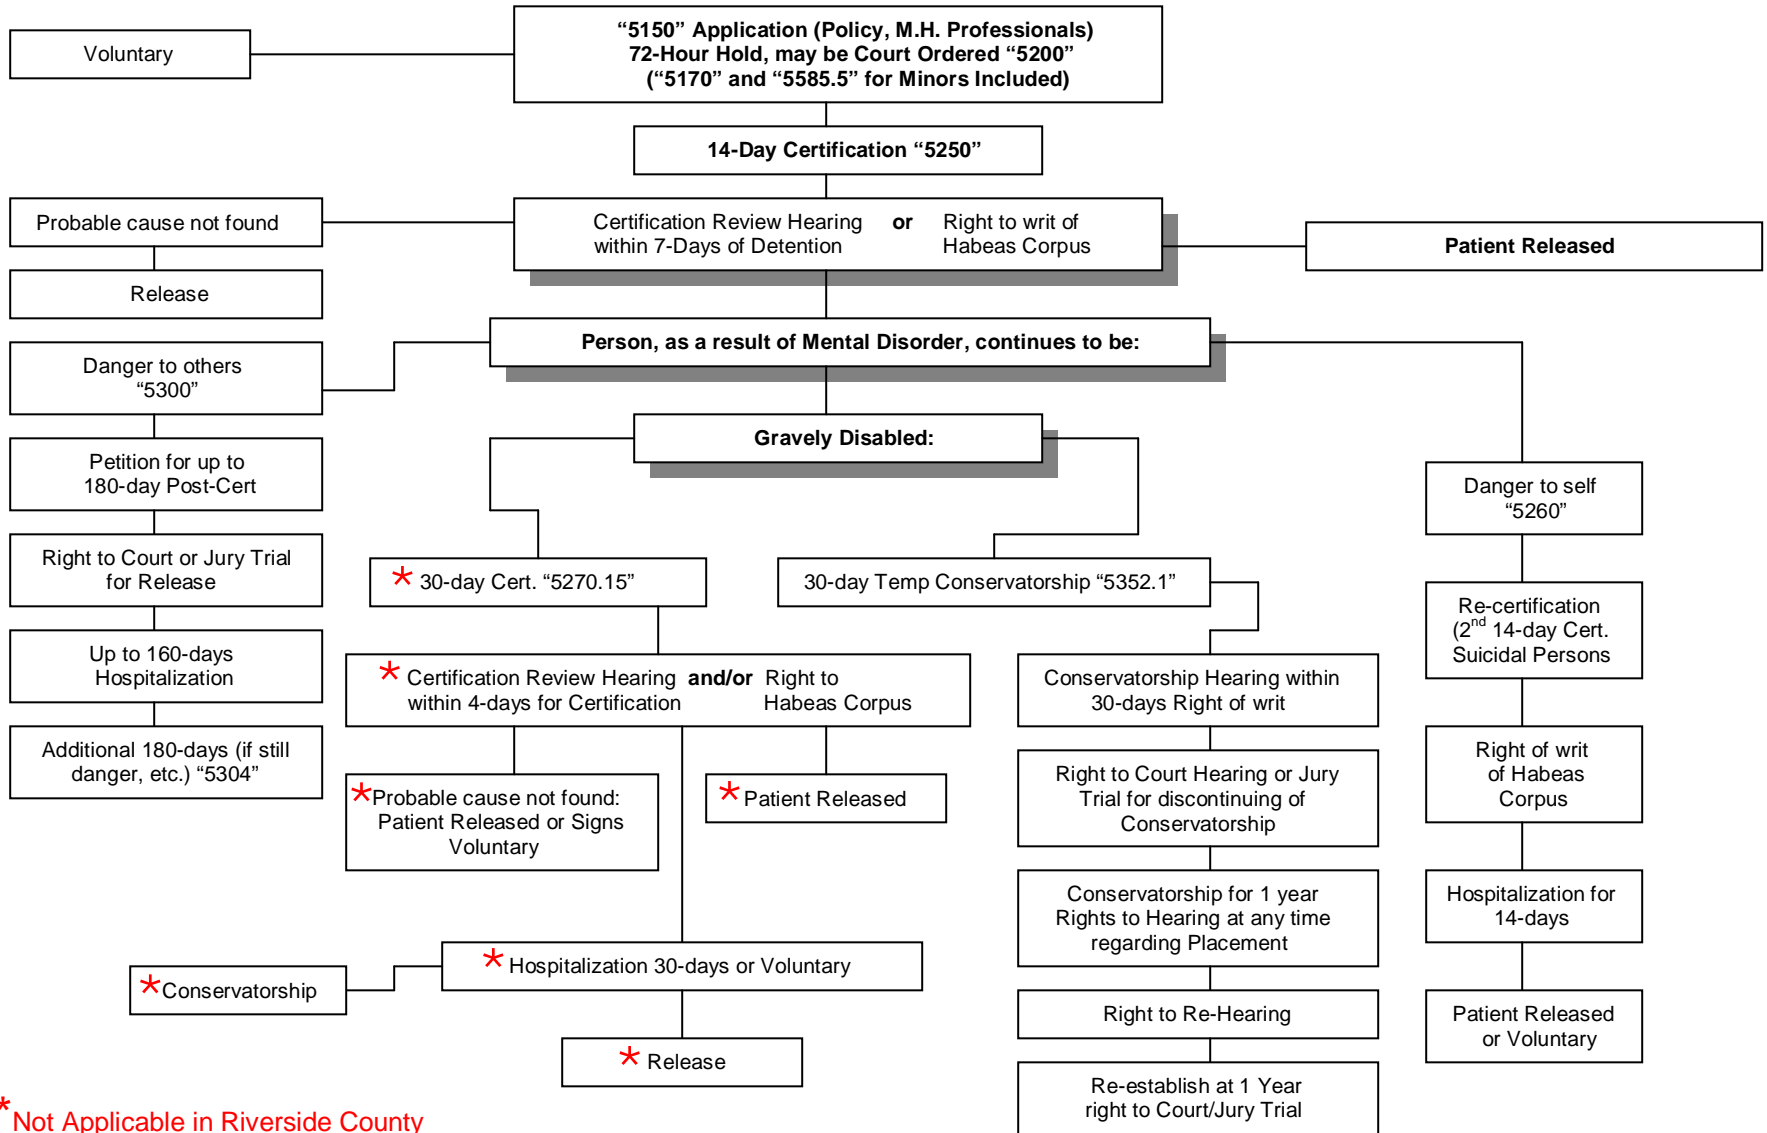 Voluntary
“5150” Application (Policy, M.H. Professionals)
72-Hour Hold, may be Court Ordered “5200”
(“5170” and “5585.5” for Minors Included)
14-Day Certification “5250”
Probable cause not found
Release
Certification Review Hearing or Right to writ of
within 7-Days of Detention Habeas Corpus
Patient Released
Person, as a result of Mental Disorder, continues to be:
Danger to others
“5300”
Petition for up to
180-day Post-Cert
Right to Court or Jury Trial
for Release
Up to 160-days
Hospitalization
Additional 180-days (if still
danger, etc.) “5304”
Gravely Disabled:
* 30-day Cert. “5270.15”
* Certification Review Hearing and/or Right to
within 4-days for Certification Habeas Corpus
* Probable cause not found:
Patient Released or Signs
Voluntary
* Patient Released
* Hospitalization 30-days or Voluntary
* Conservatorship
* Release
30-day Temp Conservatorship “5352.1”
Conservatorship Hearing within
30-days Right of writ
Right to Court Hearing or Jury
Trial for discontinuing of
Conservatorship
Conservatorship for 1 year
Rights to Hearing at any time
regarding Placement
Right to Re-Hearing
Re-establish at 1 Year
right to Court/Jury Trial
Danger to self
“5260”
Re-certification
(2nd 14-day Cert.
Suicidal Persons
Right of writ
of Habeas
Corpus
Hospitalization for
14-days
Patient Released
or Voluntary
* Not Applicable in Riverside County